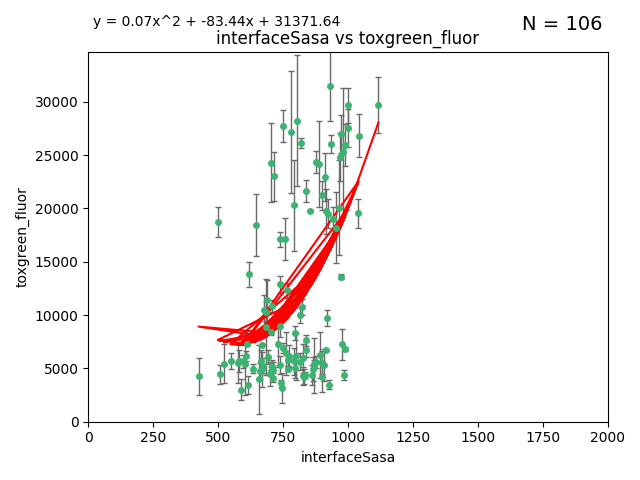 y = 0.07x^2 + -83.44x + 31371.64
N = 106
interfaceSasa vs toxgreen_fluor
toxgreen_fluor
30000
25000
20000
15000
10000
5000
0
0 250 500 750 1000 1250 1500 1750 2000
interfaceSasa